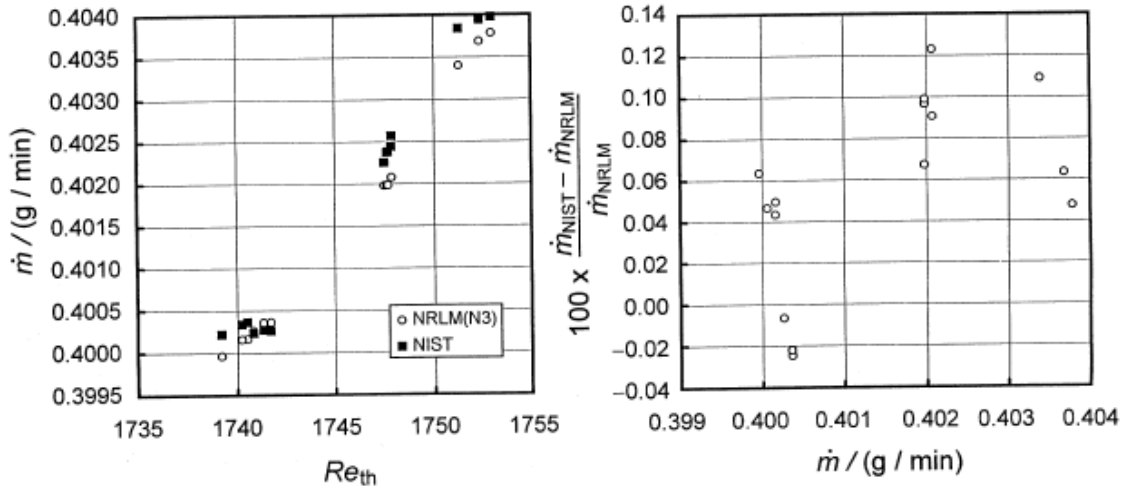 0.4040
0.4035
0.4030
0.4025
0.4020
0.4015
0.4010
0.4005
0.4000
0.3995
ṁ / (g / min)
NRLM(N3)
NIST
1735 1740 1745 1750 1755
Re_th
0.14
0.12
0.10
0.08
0.06
0.04
0.02
0.00
−0.02
−0.04
100 x (ṁ_NIST − ṁ_NRLM) / ṁ_NRLM
0.399 0.400 0.401 0.402 0.403 0.404
ṁ / (g / min)